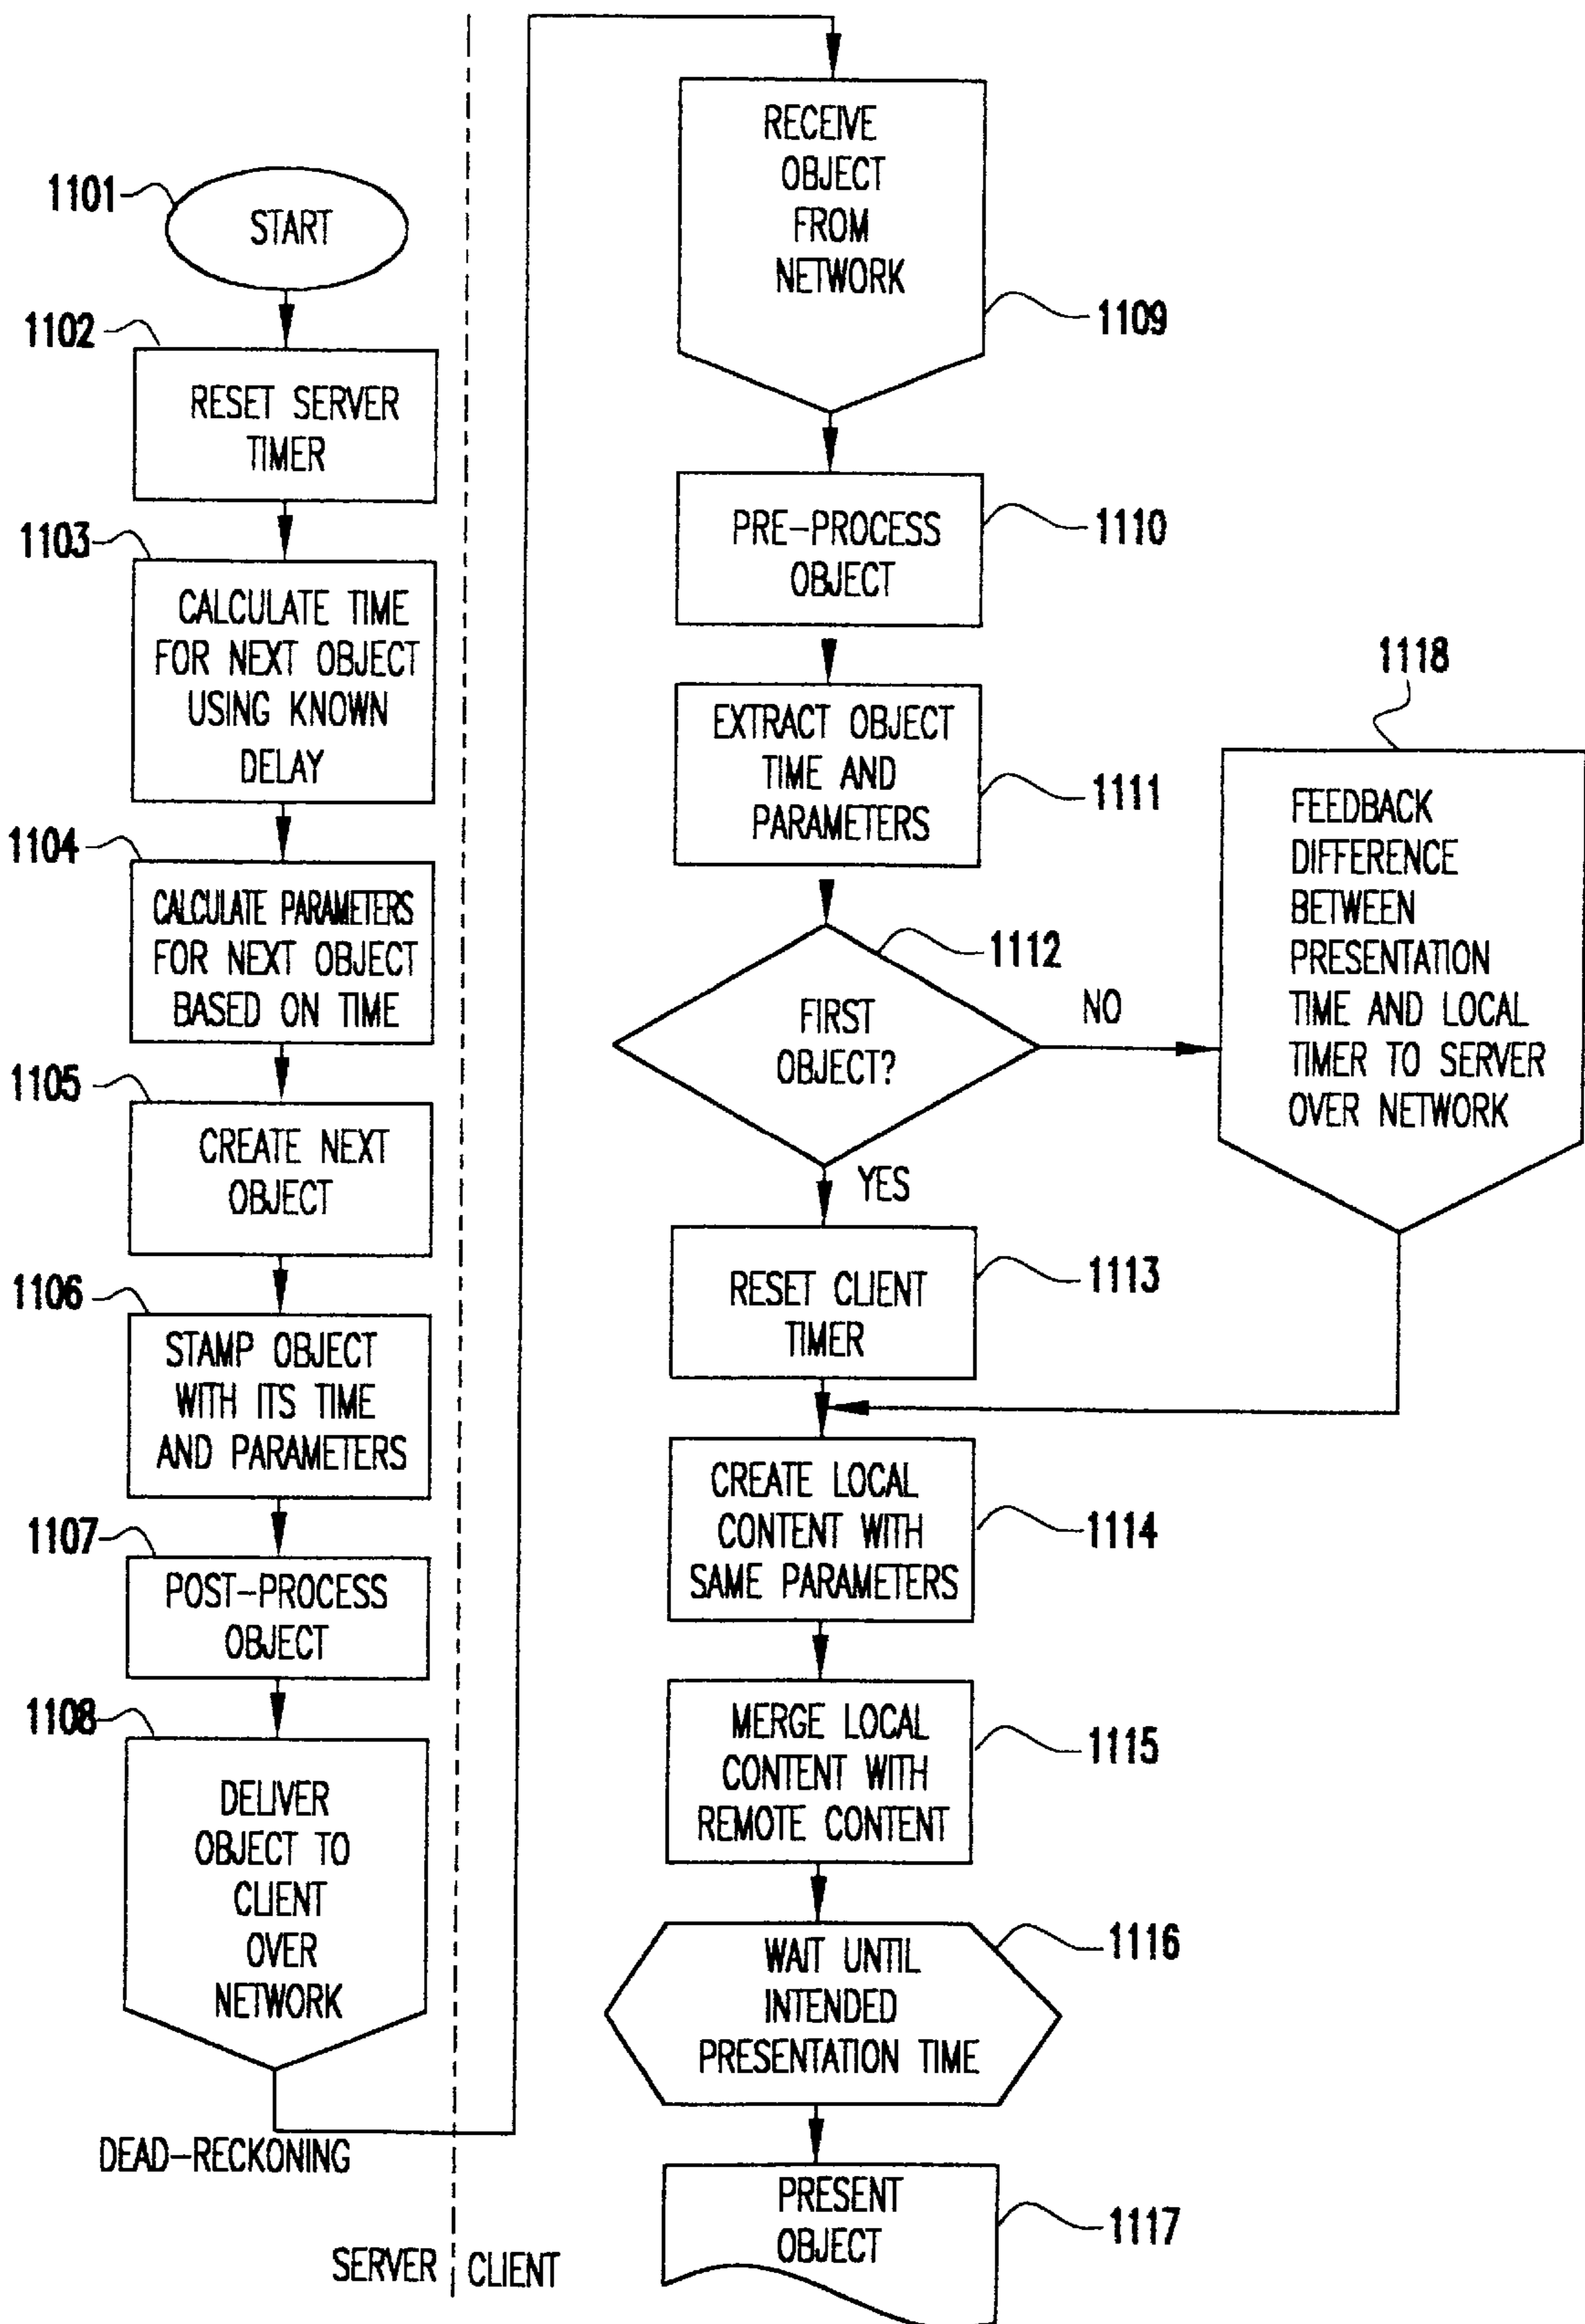 1101
START
1102
RESET SERVER
TIMER
1103
CALCULATE TIME
FOR NEXT OBJECT
USING KNOWN
DELAY
1104
CALCULATE PARAMETERS
FOR NEXT OBJECT
BASED ON TIME
1105
CREATE NEXT
OBJECT
1106
STAMP OBJECT
WITH ITS TIME
AND PARAMETERS
1107
POST-PROCESS
OBJECT
1108
DELIVER
OBJECT TO
CLIENT
OVER
NETWORK
DEAD-RECKONING
SERVER
CLIENT
RECEIVE
OBJECT
FROM
NETWORK
1109
PRE-PROCESS
OBJECT
1110
EXTRACT OBJECT
TIME AND
PARAMETERS
1111
FIRST
OBJECT?
1112
NO
YES
1118
FEEDBACK
DIFFERENCE
BETWEEN
PRESENTATION
TIME AND LOCAL
TIMER TO SERVER
OVER NETWORK
RESET CLIENT
TIMER
1113
CREATE LOCAL
CONTENT WITH
SAME PARAMETERS
1114
MERGE LOCAL
CONTENT WITH
REMOTE CONTENT
1115
WAIT UNTIL
INTENDED
PRESENTATION TIME
1116
PRESENT
OBJECT
1117